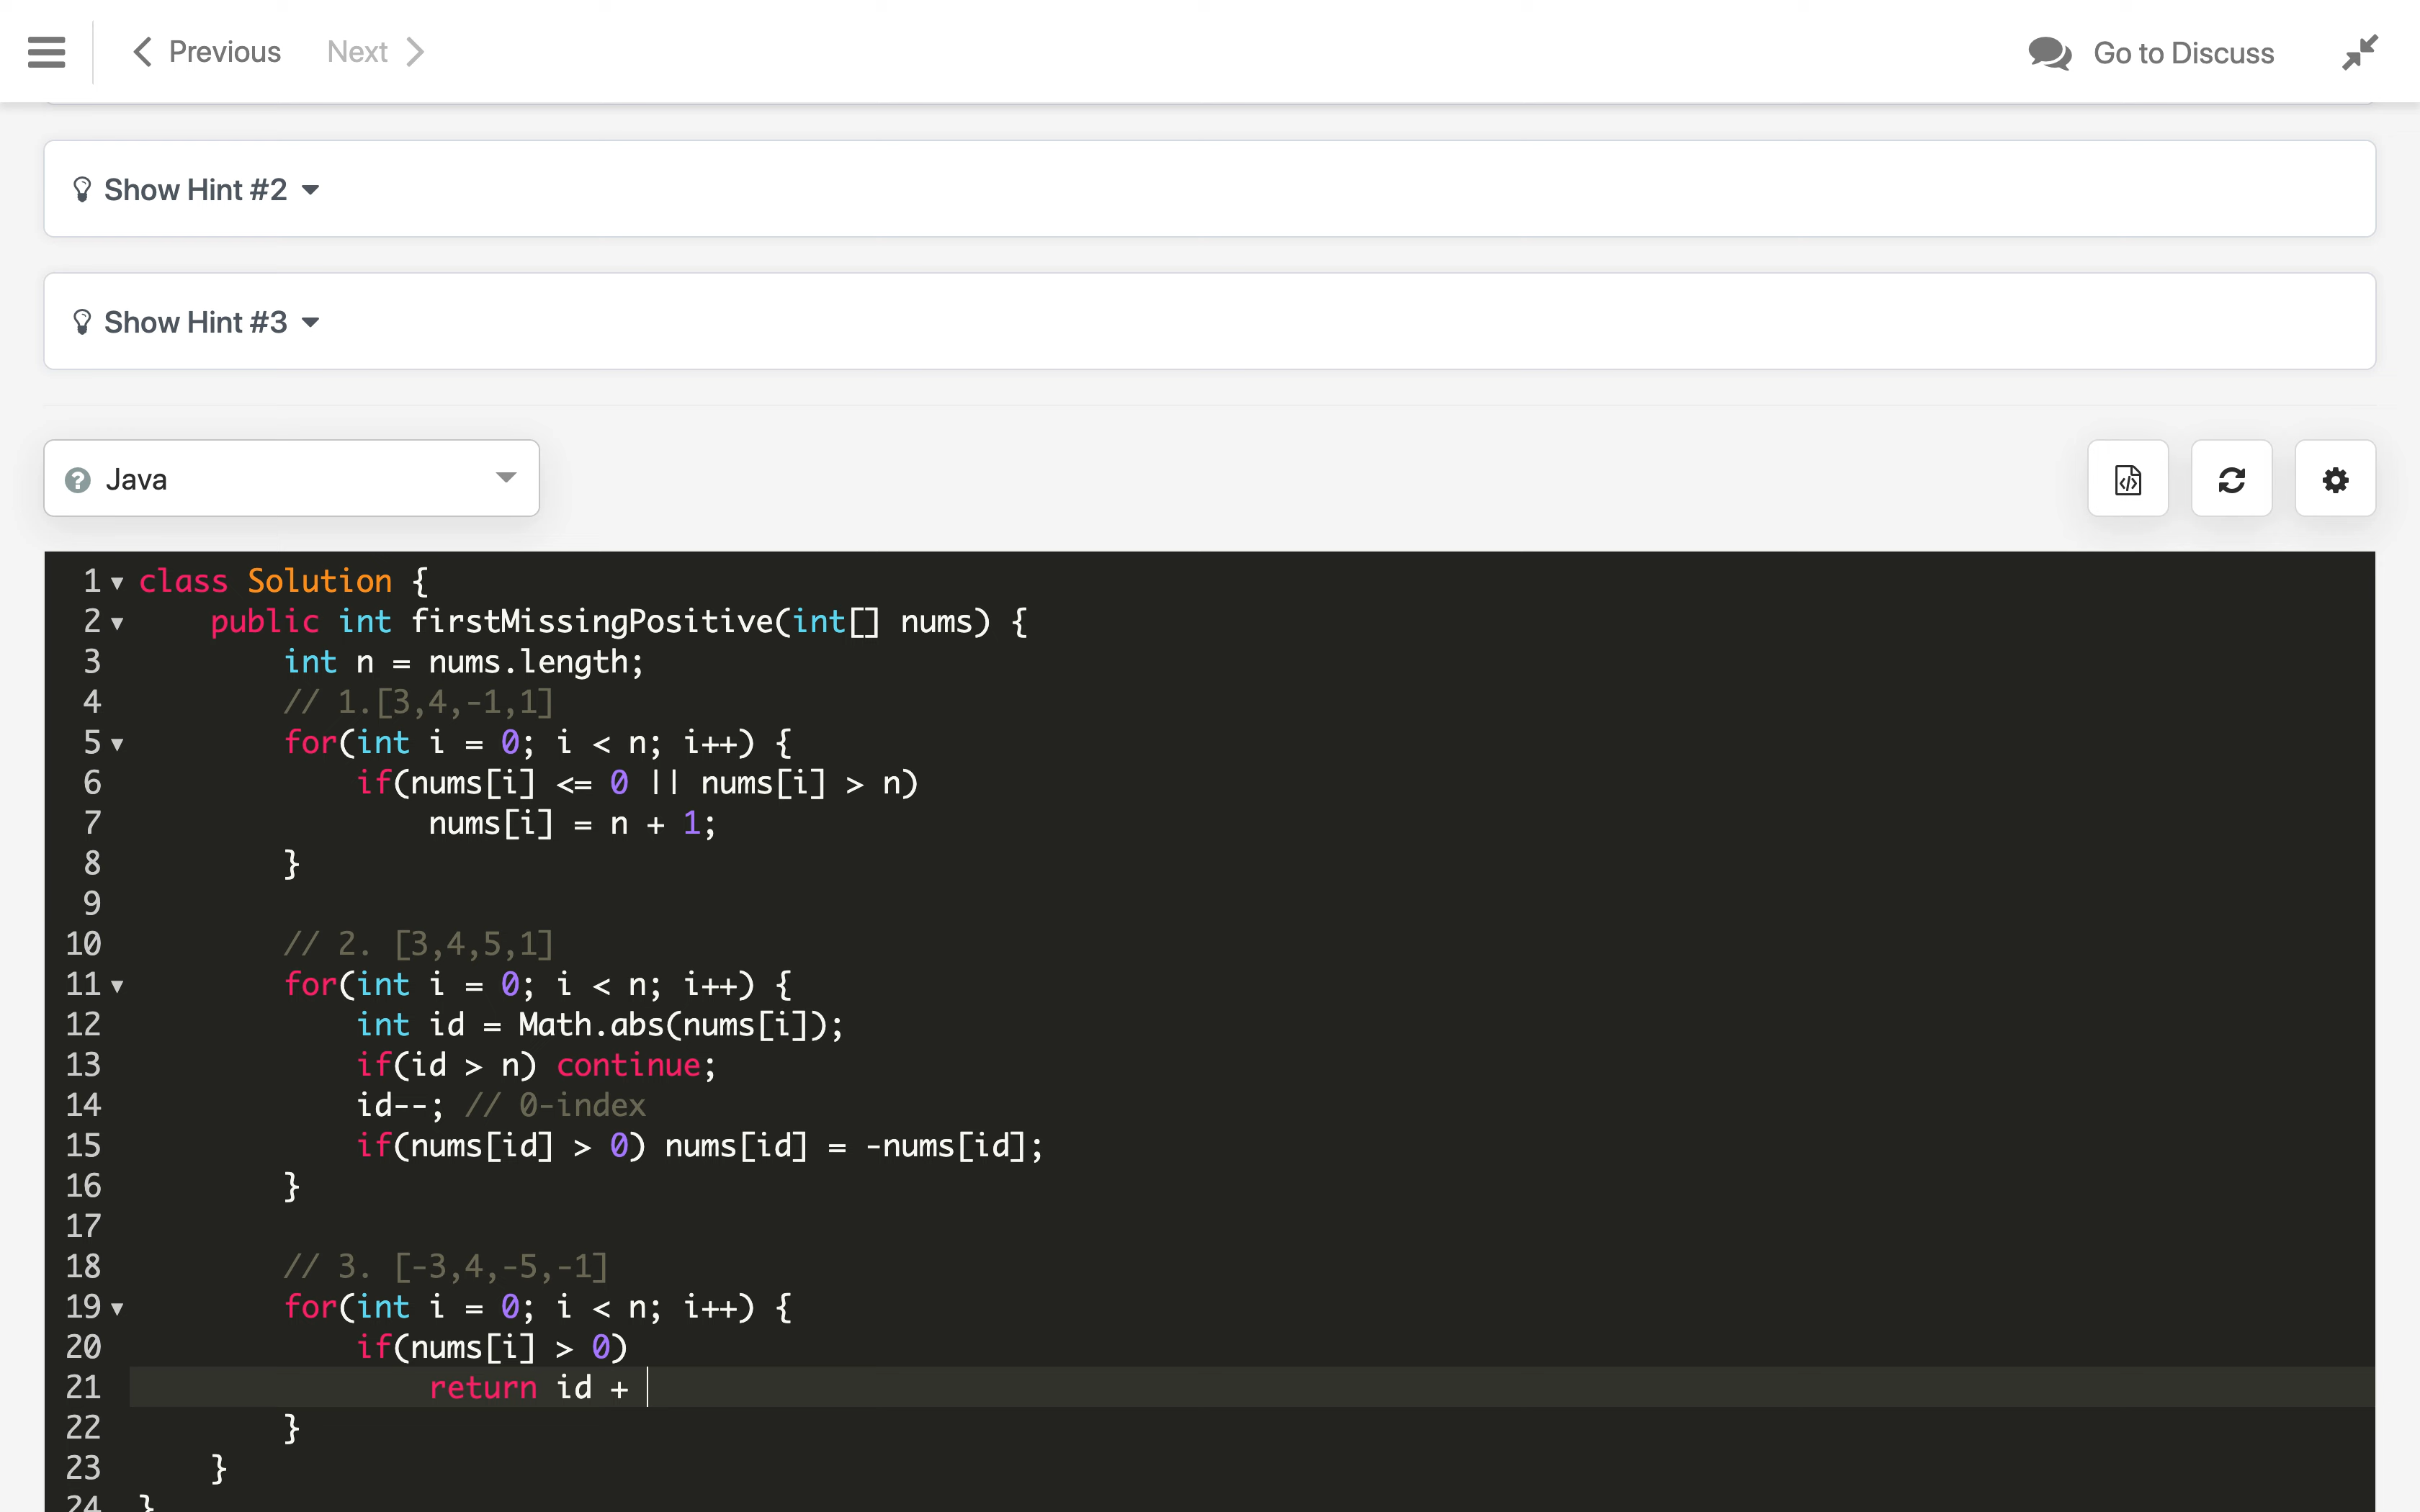 Previous Next Go to Discuss
Show Hint #2
Show Hint #3
? Java
1 class Solution {
2     public int firstMissingPositive(int[] nums) {
3         int n = nums.length;
4         // 1.[3,4,-1,1]
5         for(int i = 0; i < n; i++) {
6             if(nums[i] <= 0 || nums[i] > n)
7                 nums[i] = n + 1;
8         }
9
10         // 2. [3,4,5,1]
11         for(int i = 0; i < n; i++) {
12             int id = Math.abs(nums[i]);
13             if(id > n) continue;
14             id--; // 0-index
15             if(nums[id] > 0) nums[id] = -nums[id];
16         }
17
18         // 3. [-3,4,-5,-1]
19         for(int i = 0; i < n; i++) {
20             if(nums[i] > 0)
21                 return id +
22         }
23     }
24 }